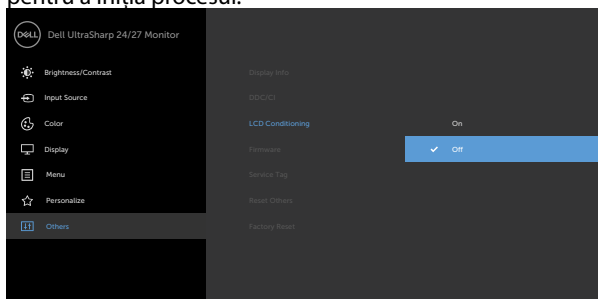 pentru a iniția procesul.
DELL Dell UltraSharp 24/27 Monitor
Brightness/Contrast Display Info
Input Source DDC/CI
Color LCD Conditioning On
Display Firmware Off
Menu Service Tag
Personalize Reset Others
Others Factory Reset